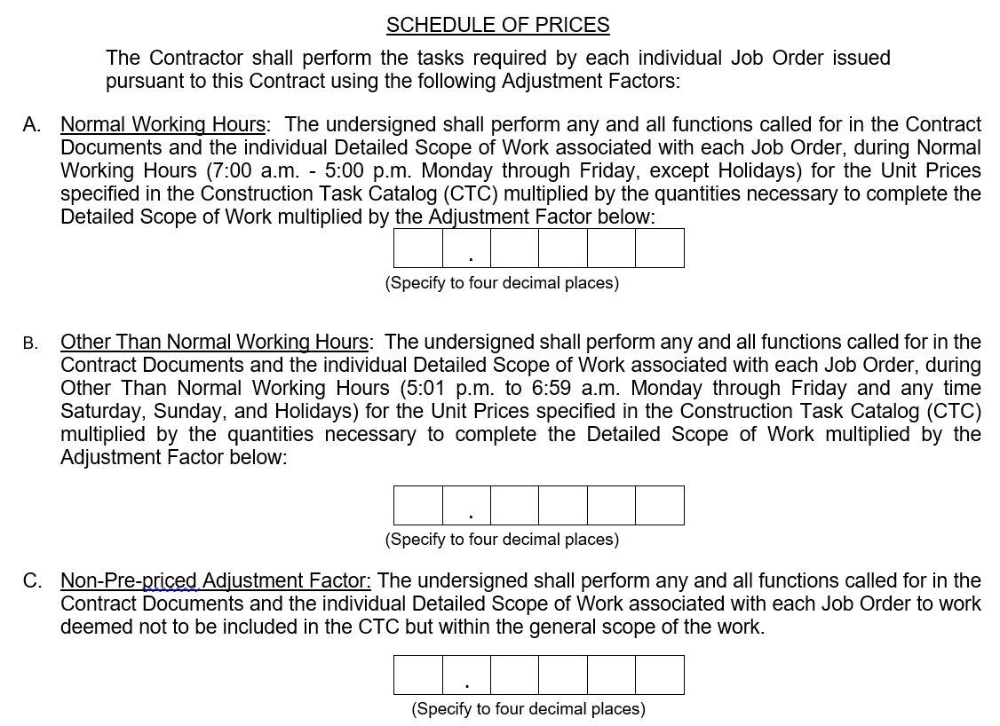 SCHEDULE OF PRICES
The Contractor shall perform the tasks required by each individual Job Order issued
pursuant to this Contract using the following Adjustment Factors:
A. Normal Working Hours: The undersigned shall perform any and all functions called for in the Contract
Documents and the individual Detailed Scope of Work associated with each Job Order, during Normal
Working Hours (7:00 a.m. - 5:00 p.m. Monday through Friday, except Holidays) for the Unit Prices
specified in the Construction Task Catalog (CTC) multiplied by the quantities necessary to complete the
Detailed Scope of Work multiplied by the Adjustment Factor below:
.
(Specify to four decimal places)
B. Other Than Normal Working Hours: The undersigned shall perform any and all functions called for in the
Contract Documents and the individual Detailed Scope of Work associated with each Job Order, during
Other Than Normal Working Hours (5:01 p.m. to 6:59 a.m. Monday through Friday and any time
Saturday, Sunday, and Holidays) for the Unit Prices specified in the Construction Task Catalog (CTC)
multiplied by the quantities necessary to complete the Detailed Scope of Work multiplied by the
Adjustment Factor below:
.
(Specify to four decimal places)
C. Non-Pre-priced Adjustment Factor: The undersigned shall perform any and all functions called for in the
Contract Documents and the individual Detailed Scope of Work associated with each Job Order to work
deemed not to be included in the CTC but within the general scope of the work.
.
(Specify to four decimal places)